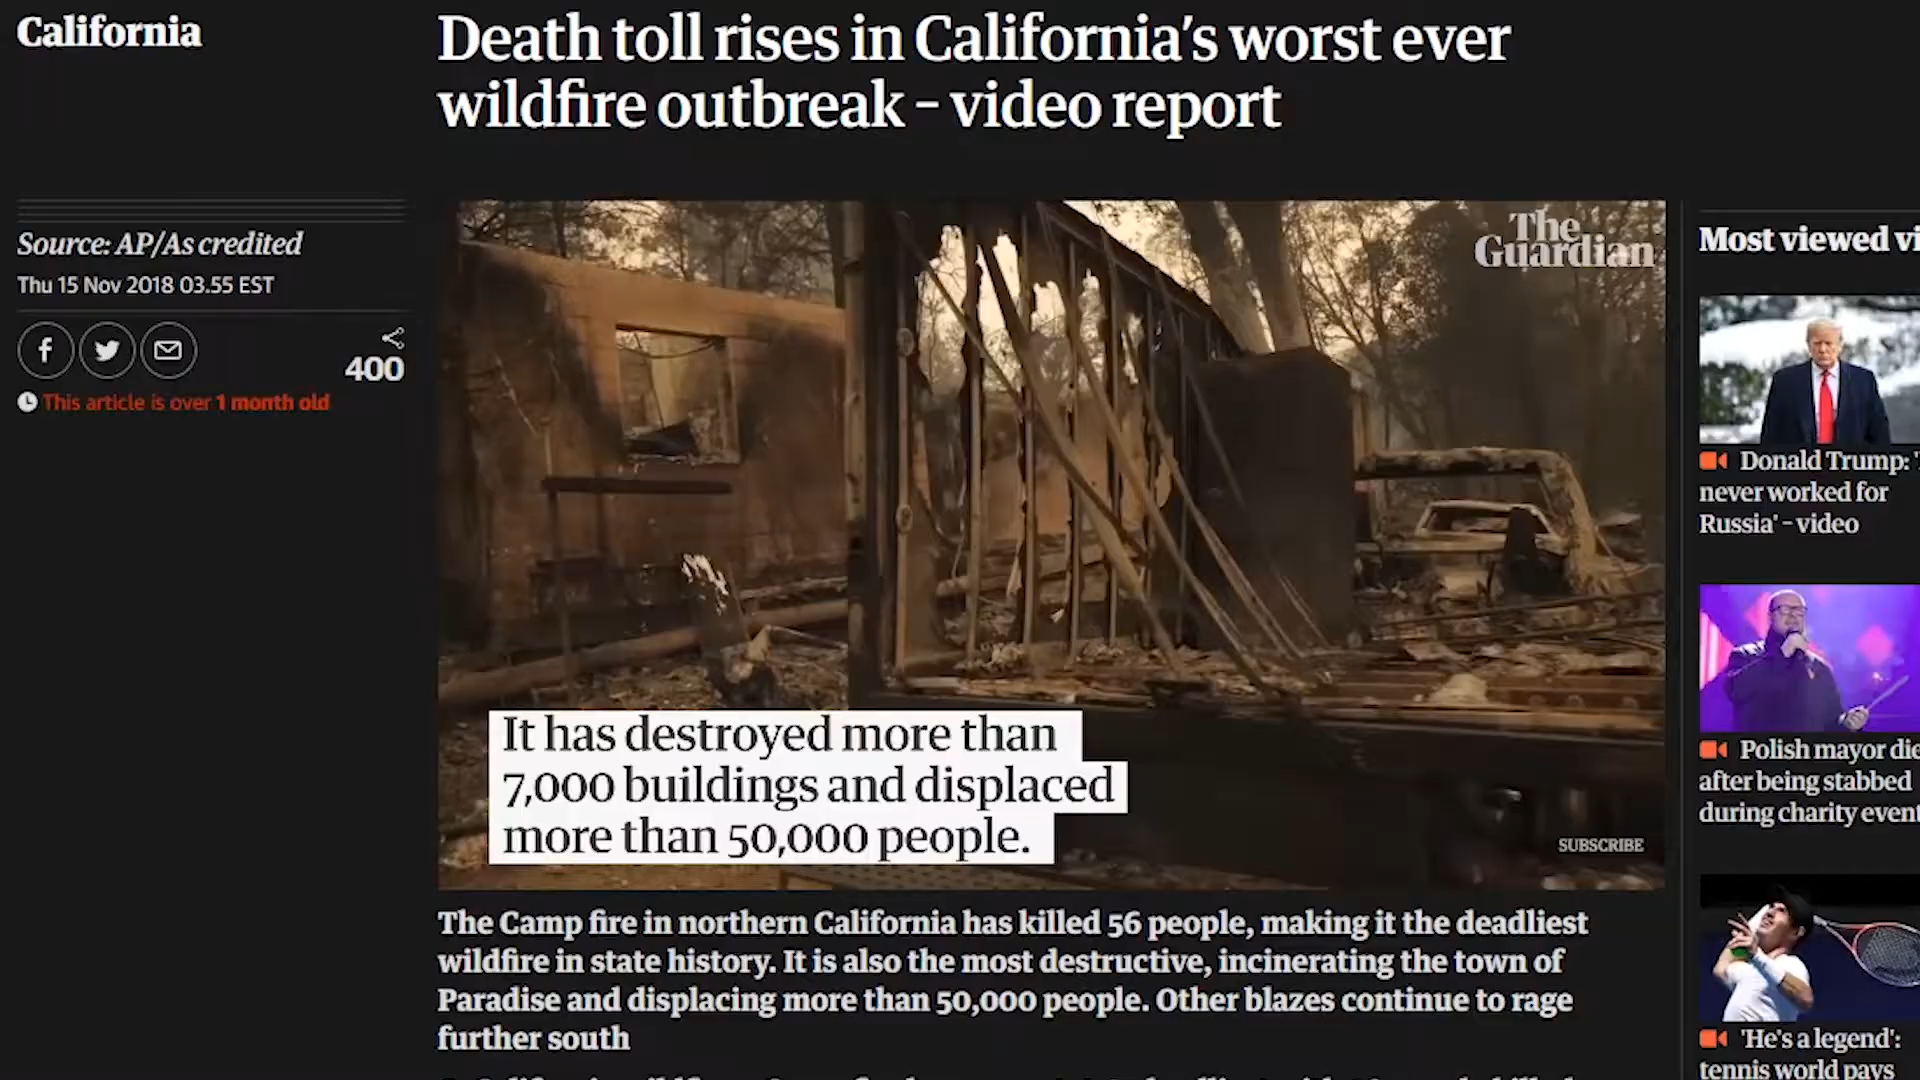 California
Death toll rises in California's worst ever
wildfire outbreak – video report
Source: AP/As credited
Thu 15 Nov 2018 03.55 EST
400
This article is over 1 month old
The
Guardian
It has destroyed more than
7,000 buildings and displaced
more than 50,000 people.
SUBSCRIBE
The Camp fire in northern California has killed 56 people, making it the deadliest
wildfire in state history. It is also the most destructive, incinerating the town of
Paradise and displacing more than 50,000 people. Other blazes continue to rage
further south
Most viewed vi
Donald Trump: 'I
never worked for
Russia' – video
Polish mayor die
after being stabbed
during charity event
'He's a legend':
tennis world pays